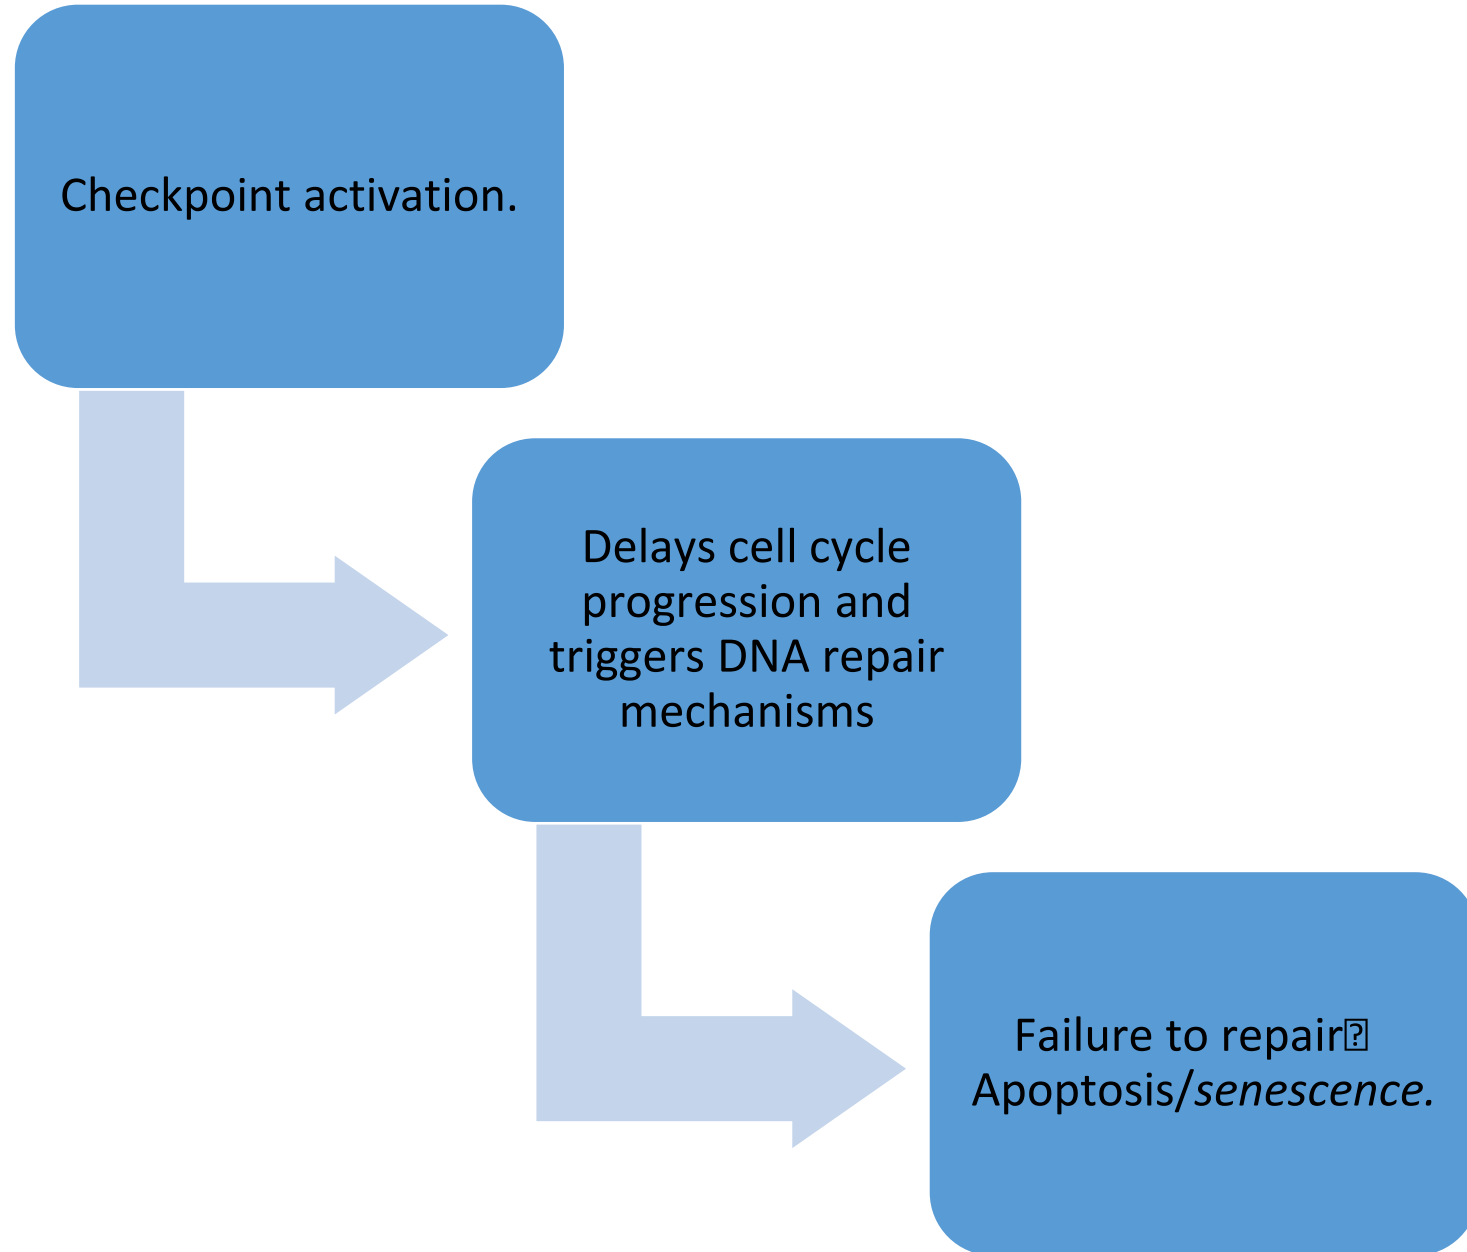 Checkpoint activation.
Delays cell cycle
progression and
triggers DNA repair
mechanisms
Failure to repair⍰
Apoptosis/senescence.